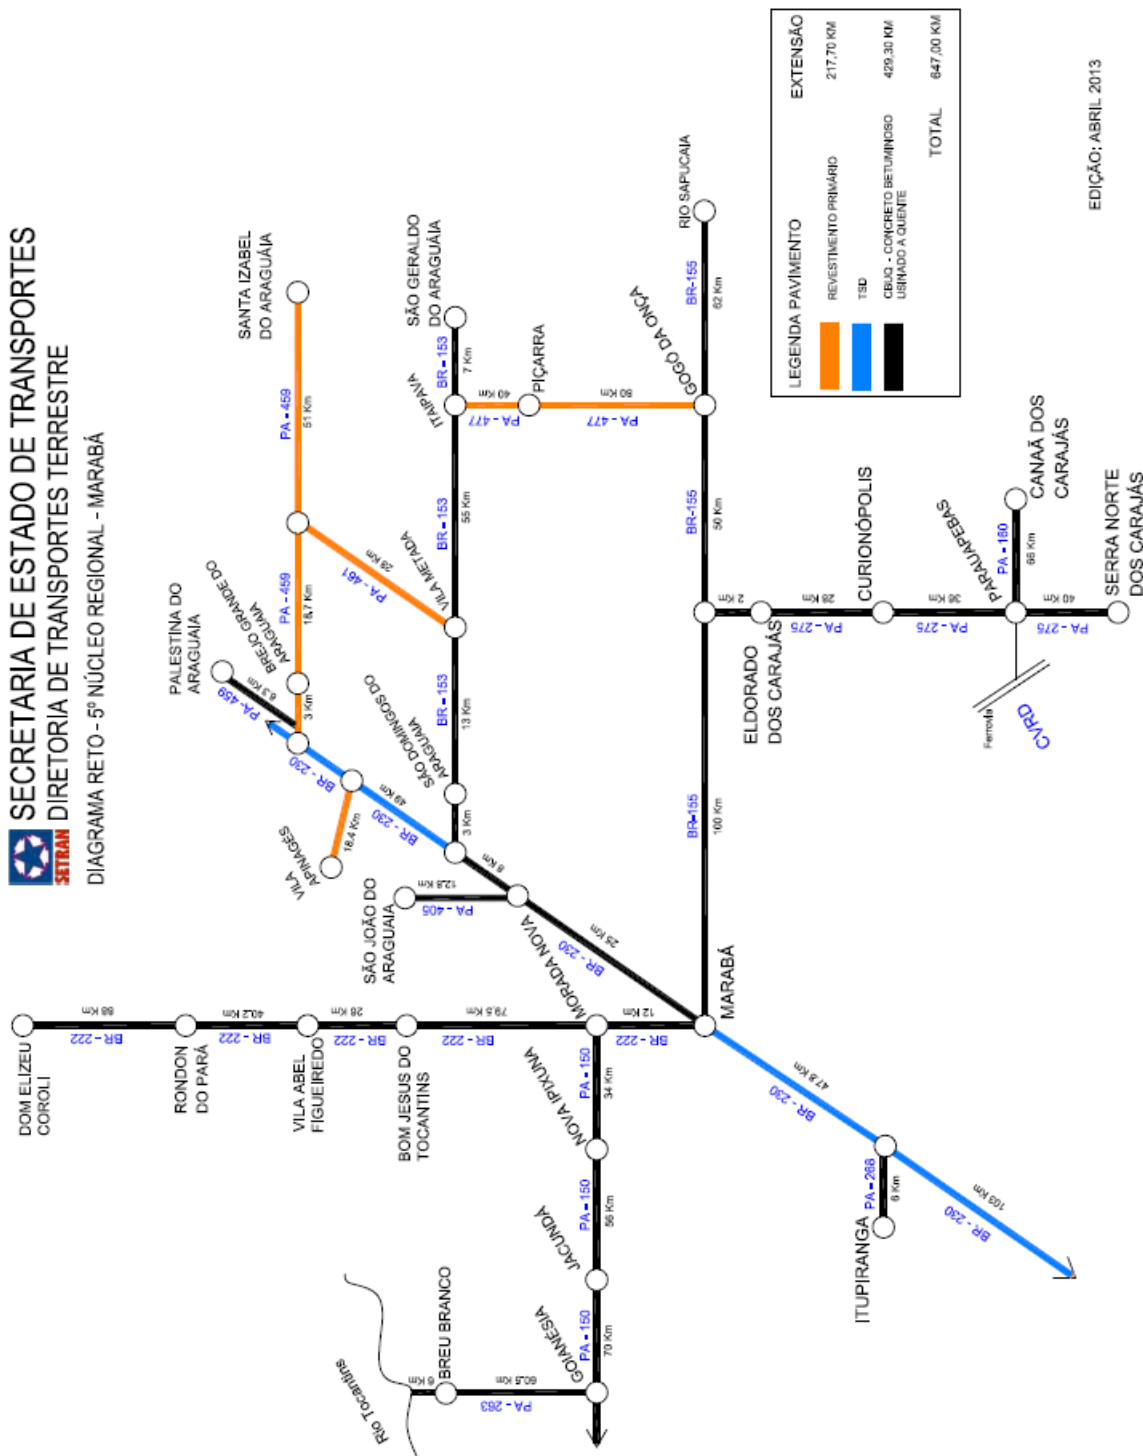 SECRETARIA DE ESTADO DE TRANSPORTES
DIRETORIA DE TRANSPORTES TERRESTRE
SETRAN
DIAGRAMA RETO - 5º NÚCLEO REGIONAL - MARABÁ
DOM ELIZEU
COROLI
88 Km
BR - 222
RONDON
DO PARÁ
40.2 Km
BR - 222
VILA ABEL
FIGUEIREDO
28 Km
BR - 222
BOM JESUS DO
TOCANTINS
79.5 Km
BR - 222
MORADA NOVA
12 Km
BR - 222
MARABÁ
PA - 150
34 Km
NOVA IPIXUNA
PA - 150
56 Km
JACUNDÁ
PA - 150
70 Km
GOIANÉSIA
60.5 Km
PA - 263
BREU BRANCO
6 Km
Rio Tocantins
SÃO JOÃO DO
ARAGUAIA
12.8 Km
PA - 405
25 Km
BR - 230
8 Km
VILA
APINAGÉS
18.4 Km
49 Km
BR - 230
BR - 230
PALESTINA DO
ARAGUAIA
6.3 Km
PA- 459
BREJO GRANDE DO
ARAGUAIA
3 Km
PA - 459
18.7 Km
PA - 459
51 Km
SANTA IZABEL
DO ARAGUÁIA
28 Km
PA - 461
SÃO DOMINGOS DO
ARAGUAIA
3 Km
BR - 153
13 Km
VILA METADA
BR - 153
55 Km
ITAIPAVA
BR - 153
7 Km
SÃO GERALDO
DO ARAGUÁIA
40 Km
PA - 477
PIÇARRA
80 Km
PA - 477
GOGÓ DA ONÇA
BR-155
100 Km
BR-155
50 Km
BR-155
62 Km
RIO SAPUCAIA
2 Km
ELDORADO
DOS CARAJÁS
28 Km
PA - 275
CURIONÓPOLIS
36 Km
PA - 275
PARAUAPEBAS
PA - 160
66 Km
CANAÃ DOS
CARAJÁS
40 Km
PA - 275
SERRA NORTE
DOS CARAJÁS
Ferrovia
CVRD
47.8 Km
BR - 230
PA - 268
6 Km
ITUPIRANGA
103 Km
BR - 230
LEGENDA PAVIMENTO EXTENSÃO
REVESTIMENTO PRIMÁRIO 217,70 KM
TSD
CBUQ - CONCRETO BETUMINOSO 429,30 KM
USINADO A QUENTE
TOTAL 647,00 KM
EDIÇÃO: ABRIL 2013